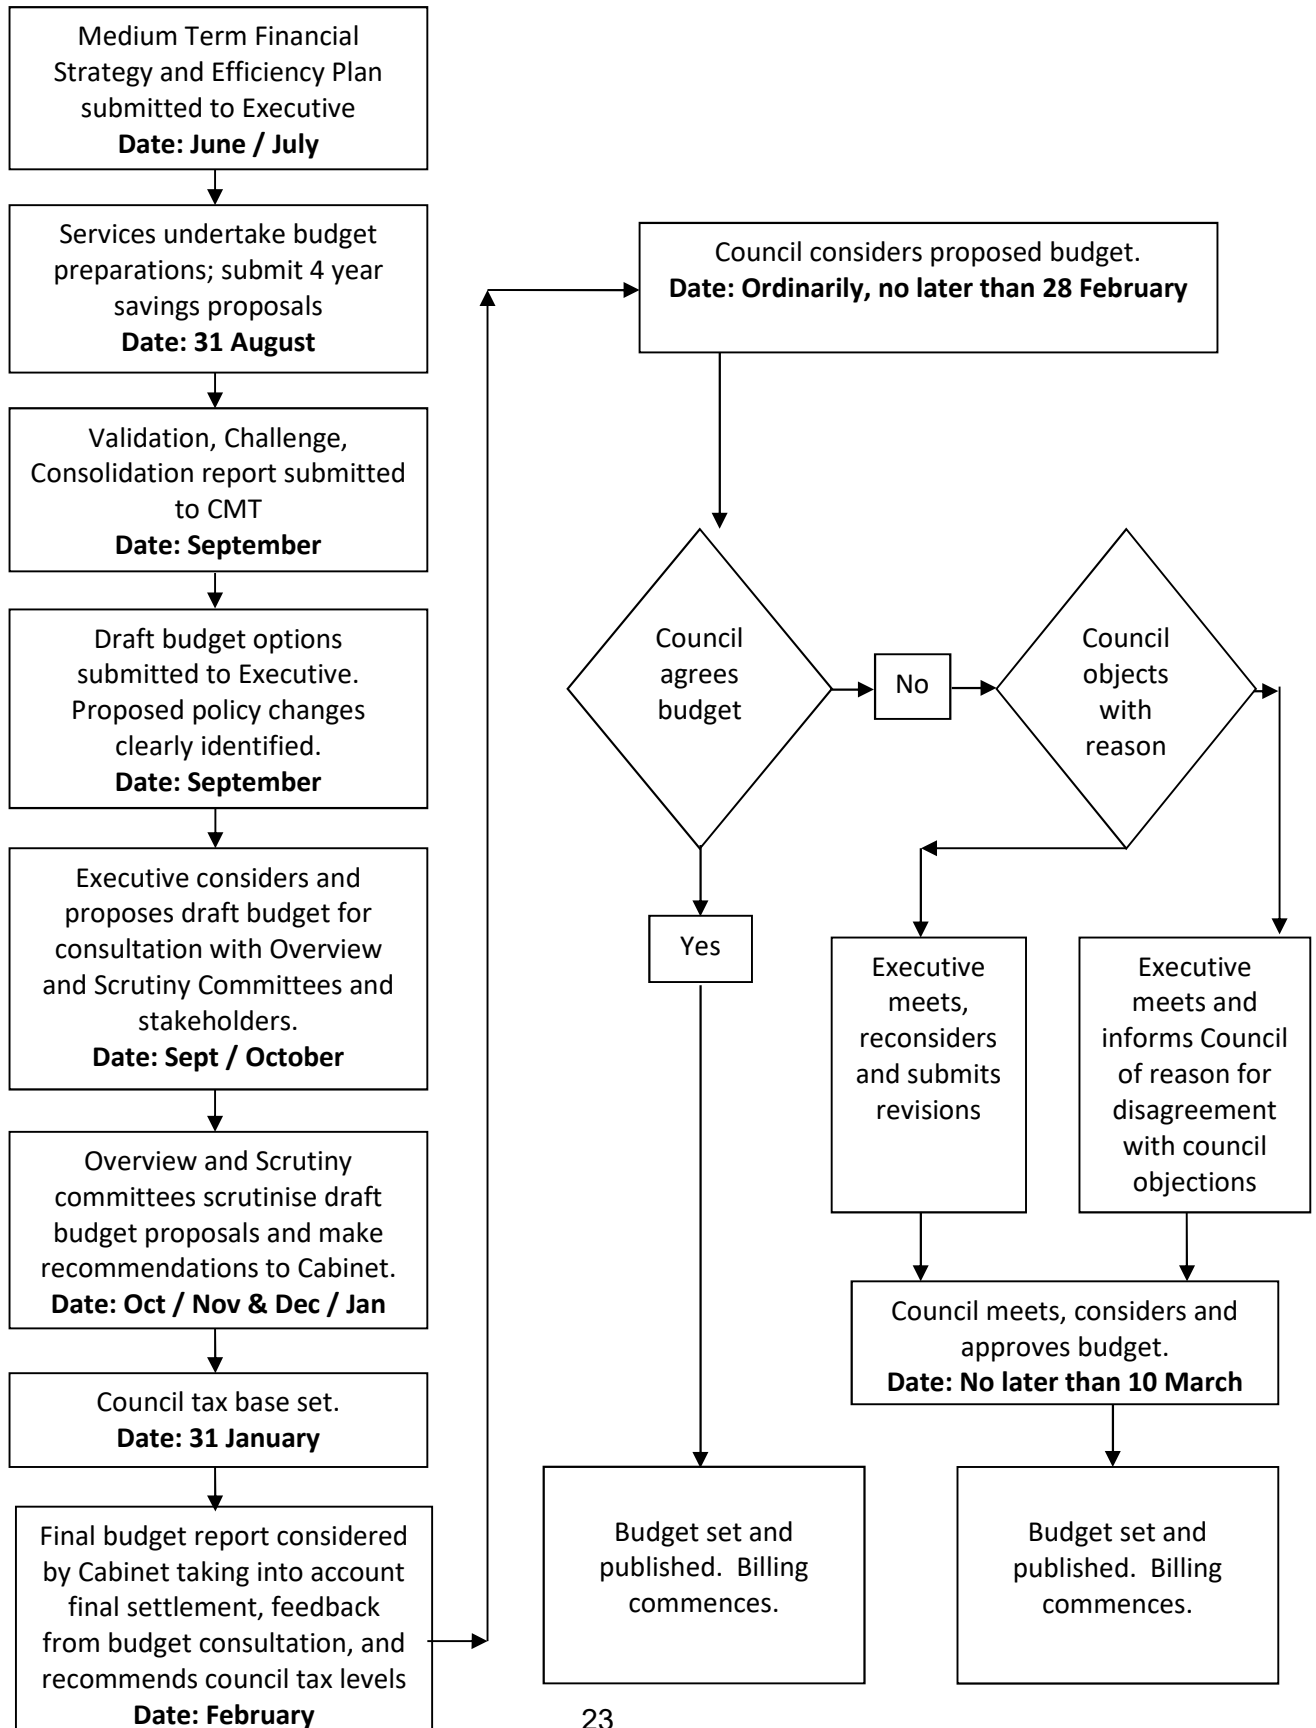 Medium Term Financial
Strategy and Efficiency Plan
submitted to Executive
Date: June / July
Services undertake budget
preparations; submit 4 year
savings proposals
Date: 31 August
Validation, Challenge,
Consolidation report submitted
to CMT
Date: September
Draft budget options
submitted to Executive.
Proposed policy changes
clearly identified.
Date: September
Executive considers and
proposes draft budget for
consultation with Overview
and Scrutiny Committees and
stakeholders.
Date: Sept / October
Overview and Scrutiny
committees scrutinise draft
budget proposals and make
recommendations to Cabinet.
Date: Oct / Nov & Dec / Jan
Council tax base set.
Date: 31 January
Final budget report considered
by Cabinet taking into account
final settlement, feedback
from budget consultation, and
recommends council tax levels
Date: February
Council considers proposed budget.
Date: Ordinarily, no later than 28 February
Council
agrees
budget
No
Council
objects
with
reason
Yes
Executive
meets,
reconsiders
and submits
revisions
Executive
meets and
informs Council
of reason for
disagreement
with council
objections
Council meets, considers and
approves budget.
Date: No later than 10 March
Budget set and
published.  Billing
commences.
Budget set and
published.  Billing
commences.
23